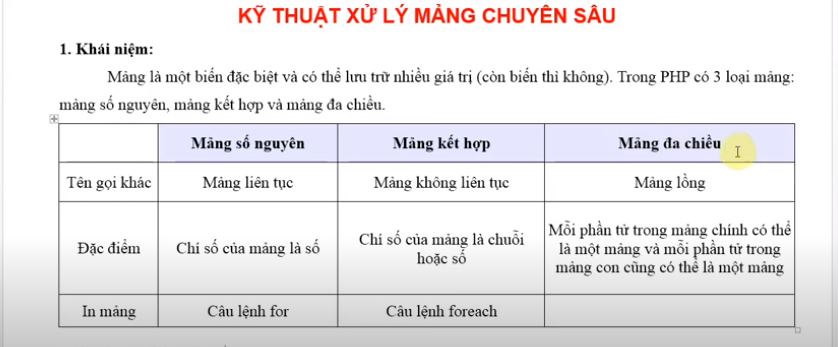 KỸ THUẬT XỬ LÝ MẢNG CHUYÊN SÂU
1. Khái niệm:
Mảng là một biến đặc biệt và có thể lưu trữ nhiều giá trị (còn biến thì không). Trong PHP có 3 loại mảng:
mảng số nguyên, mảng kết hợp và mảng đa chiều.
Mảng số nguyên
Mảng kết hợp
Mảng đa chiều
Tên gọi khác
Mảng liên tục
Mảng không liên tục
Mảng lồng
Đặc điểm
Chỉ số của mảng là số
Chỉ số của mảng là chuỗi
hoặc số
Mỗi phần tử trong mảng chính có thể
là một mảng và mỗi phần tử trong
mảng con cũng có thể là một mảng
In mảng
Câu lệnh for
Câu lệnh foreach